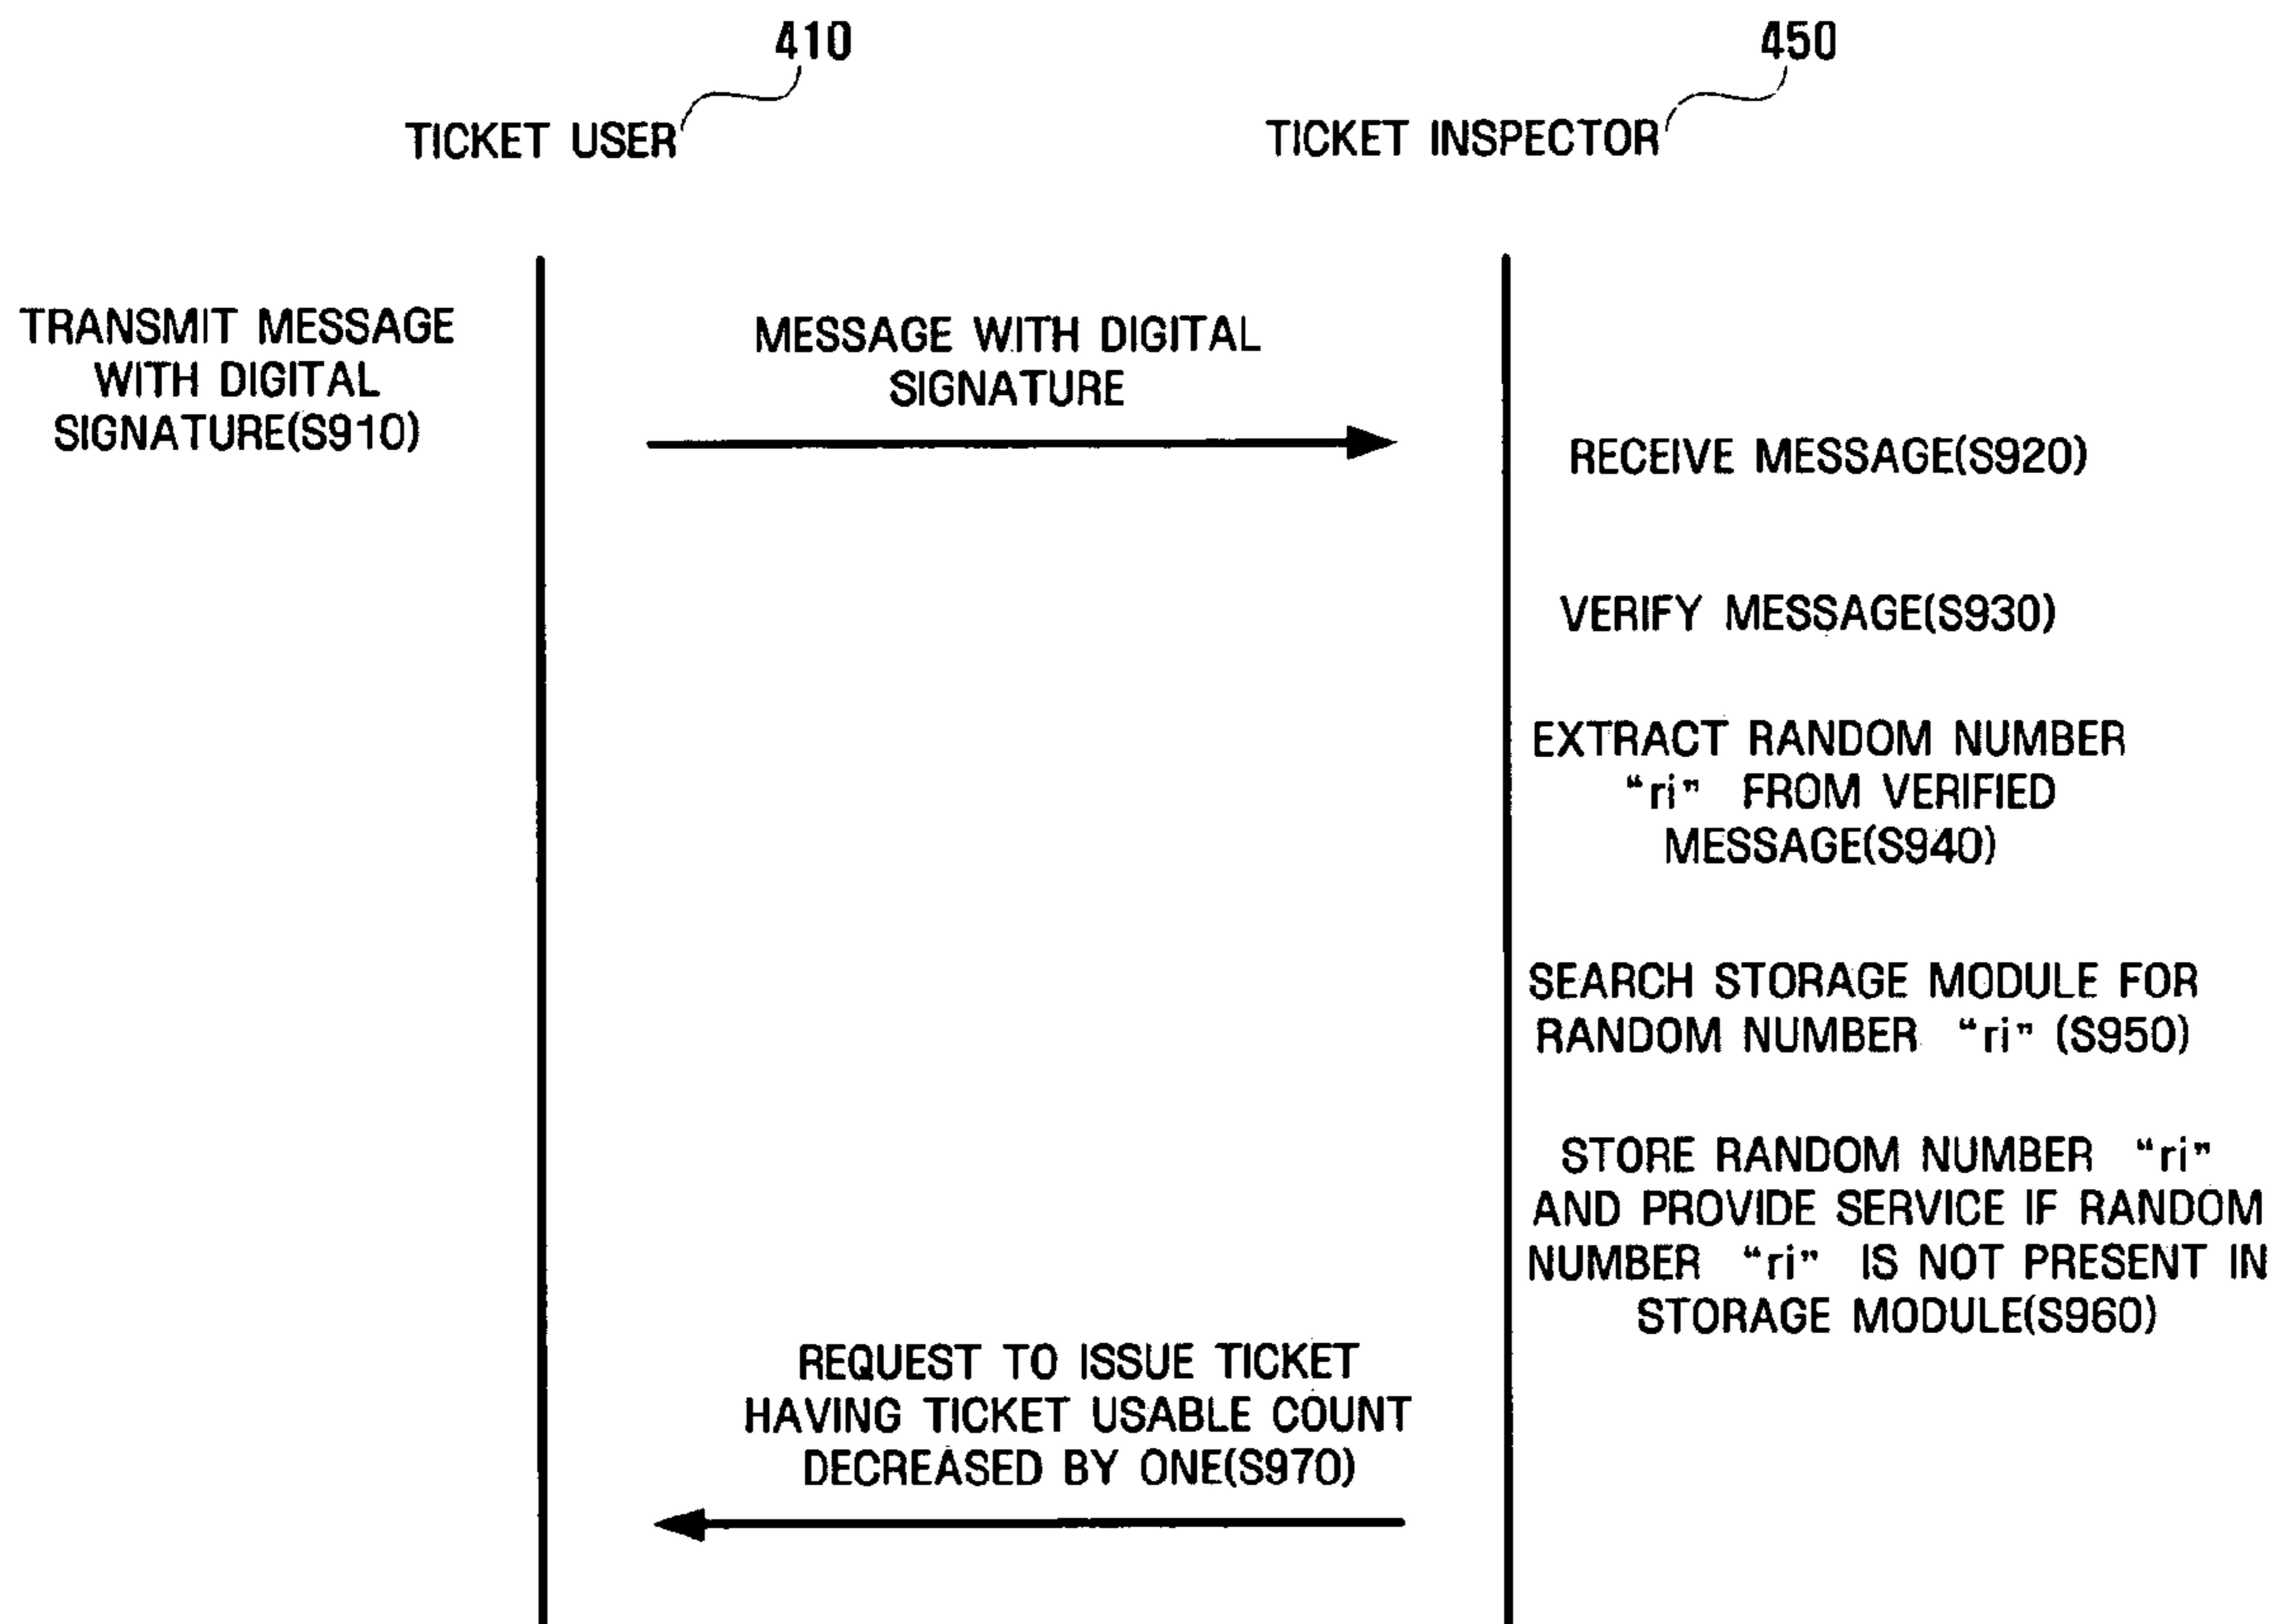 410
450
TICKET USER
TICKET INSPECTOR
TRANSMIT MESSAGE
WITH DIGITAL
SIGNATURE(S910)
MESSAGE WITH DIGITAL
SIGNATURE
RECEIVE MESSAGE(S920)
VERIFY MESSAGE(S930)
EXTRACT RANDOM NUMBER
“ri” FROM VERIFIED
MESSAGE(S940)
SEARCH STORAGE MODULE FOR
RANDOM NUMBER “ri” (S950)
STORE RANDOM NUMBER “ri”
AND PROVIDE SERVICE IF RANDOM
NUMBER “ri” IS NOT PRESENT IN
STORAGE MODULE(S960)
REQUEST TO ISSUE TICKET
HAVING TICKET USABLE COUNT
DECREASED BY ONE(S970)